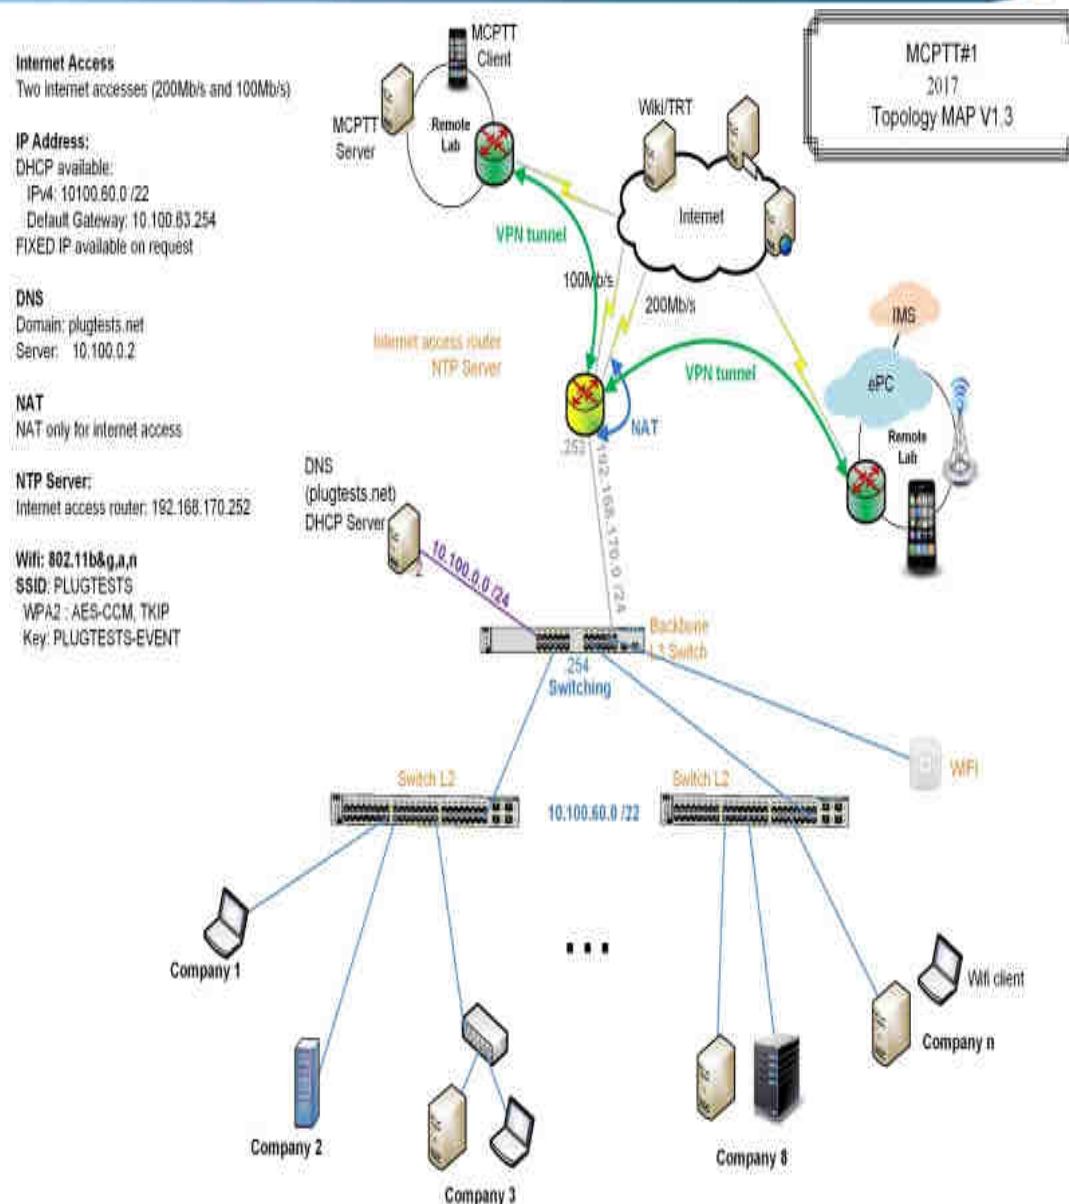 Internet Access
Two internet accesses (200Mb/s and 100Mb/s)
IP Address:
DHCP available:
IPv4: 10100.60.0 /22
Default Gateway: 10.100.63.254
FIXED IP available on request
DNS
Domain: plugtests.net
Server: 10.100.0.2
NAT
NAT only for internet access
NTP Server:
Internet access router: 192.168.170.252
Wifi: 802.11b&g,a,n
SSID: PLUGTESTS
WPA2 : AES-CCM, TKIP
Key: PLUGTESTS-EVENT
MCPTT#1
2017
Topology MAP V1.3
MCPTT
Client
MCPTT
Server
Remote
Lab
Wiki/TRT
Internet
VPN tunnel
100Mb/s
200Mb/s
Internet access router
NTP Server
VPN tunnel
NAT
.253
192.168.170.0 /24
IMS
ePC
Remote
Lab
DNS
(plugtests.net)
DHCP Server
.2
10.100.0.0 /24
Backbone
L3 Switch
.254
Switching
WIFI
Switch L2
10.100.60.0 /22
Switch L2
Company 1
...
Wifi client
Company n
Company 2
Company 8
Company 3